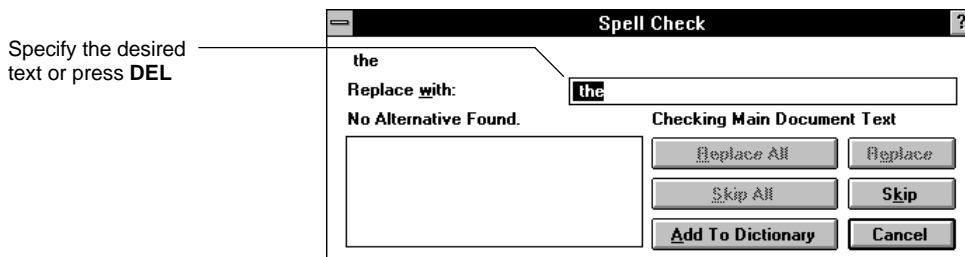 Spell Check ?
Specify the desired
text or press DEL
the
Replace with: the
No Alternative Found. Checking Main Document Text
Replace All Replace
Skip All Skip
Add To Dictionary Cancel